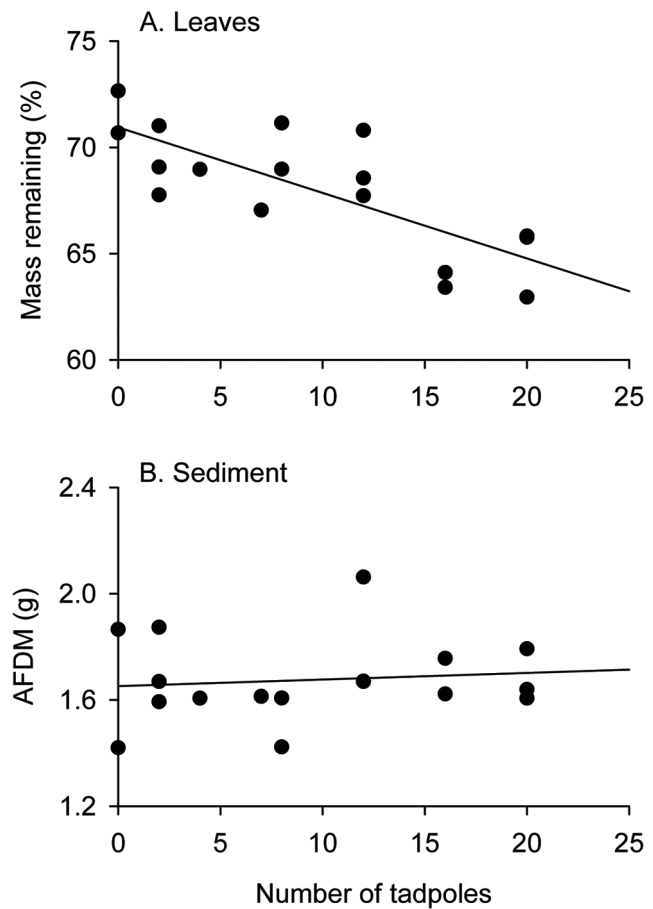 A. Leaves
75
70
65
60
Mass remaining (%)
0 5 10 15 20 25
B. Sediment
2.4
2.0
1.6
1.2
AFDM (g)
0 5 10 15 20 25
Number of tadpoles